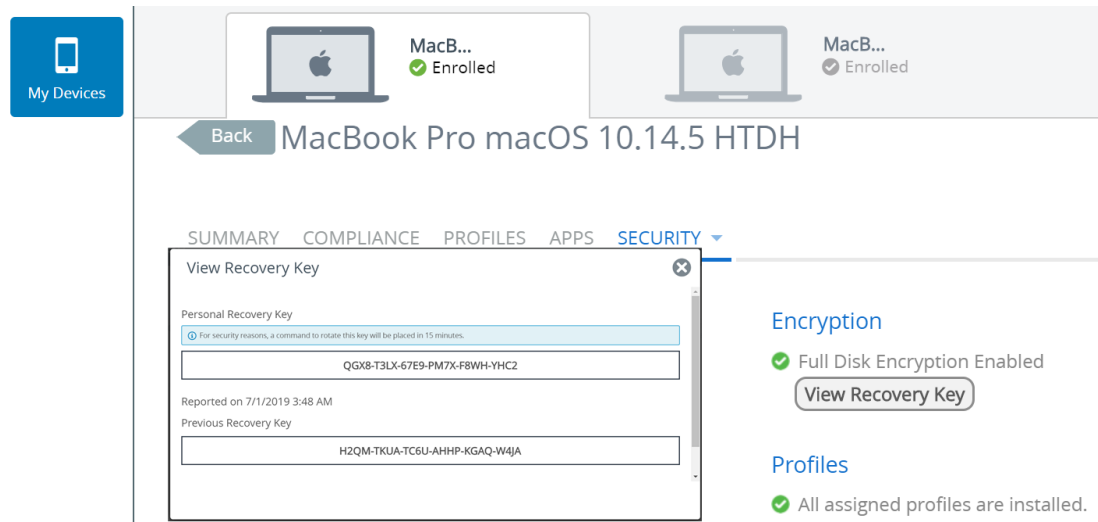 My Devices
MacB...
Enrolled
MacB...
Enrolled
Back
MacBook Pro macOS 10.14.5 HTDH
SUMMARY COMPLIANCE PROFILES APPS SECURITY
View Recovery Key
Personal Recovery Key
For security reasons, a command to rotate this key will be placed in 15 minutes.
QGX8-T3LX-67E9-PM7X-F8WH-YHC2
Reported on 7/1/2019 3:48 AM
Previous Recovery Key
H2QM-TKUA-TC6U-AHHP-KGAQ-W4JA
Encryption
Full Disk Encryption Enabled
View Recovery Key
Profiles
All assigned profiles are installed.